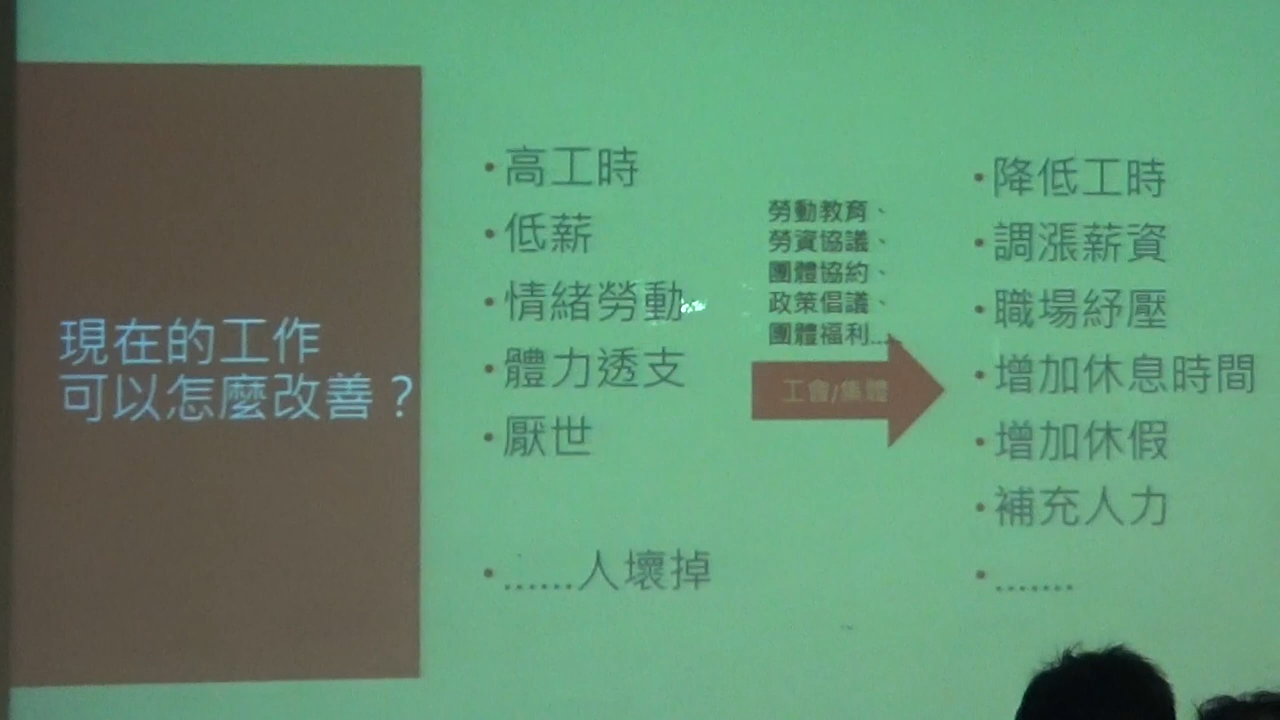 現在的工作
可以怎麼改善？
•高工時
•低薪
•情緒勞動
•體力透支
•厭世
•……人壞掉
勞動教育、
勞資協議、
團體協約、
政策倡議、
團體福利……
工會/集體
•降低工時
•調漲薪資
•職場紓壓
•增加休息時間
•增加休假
•補充人力
•.......